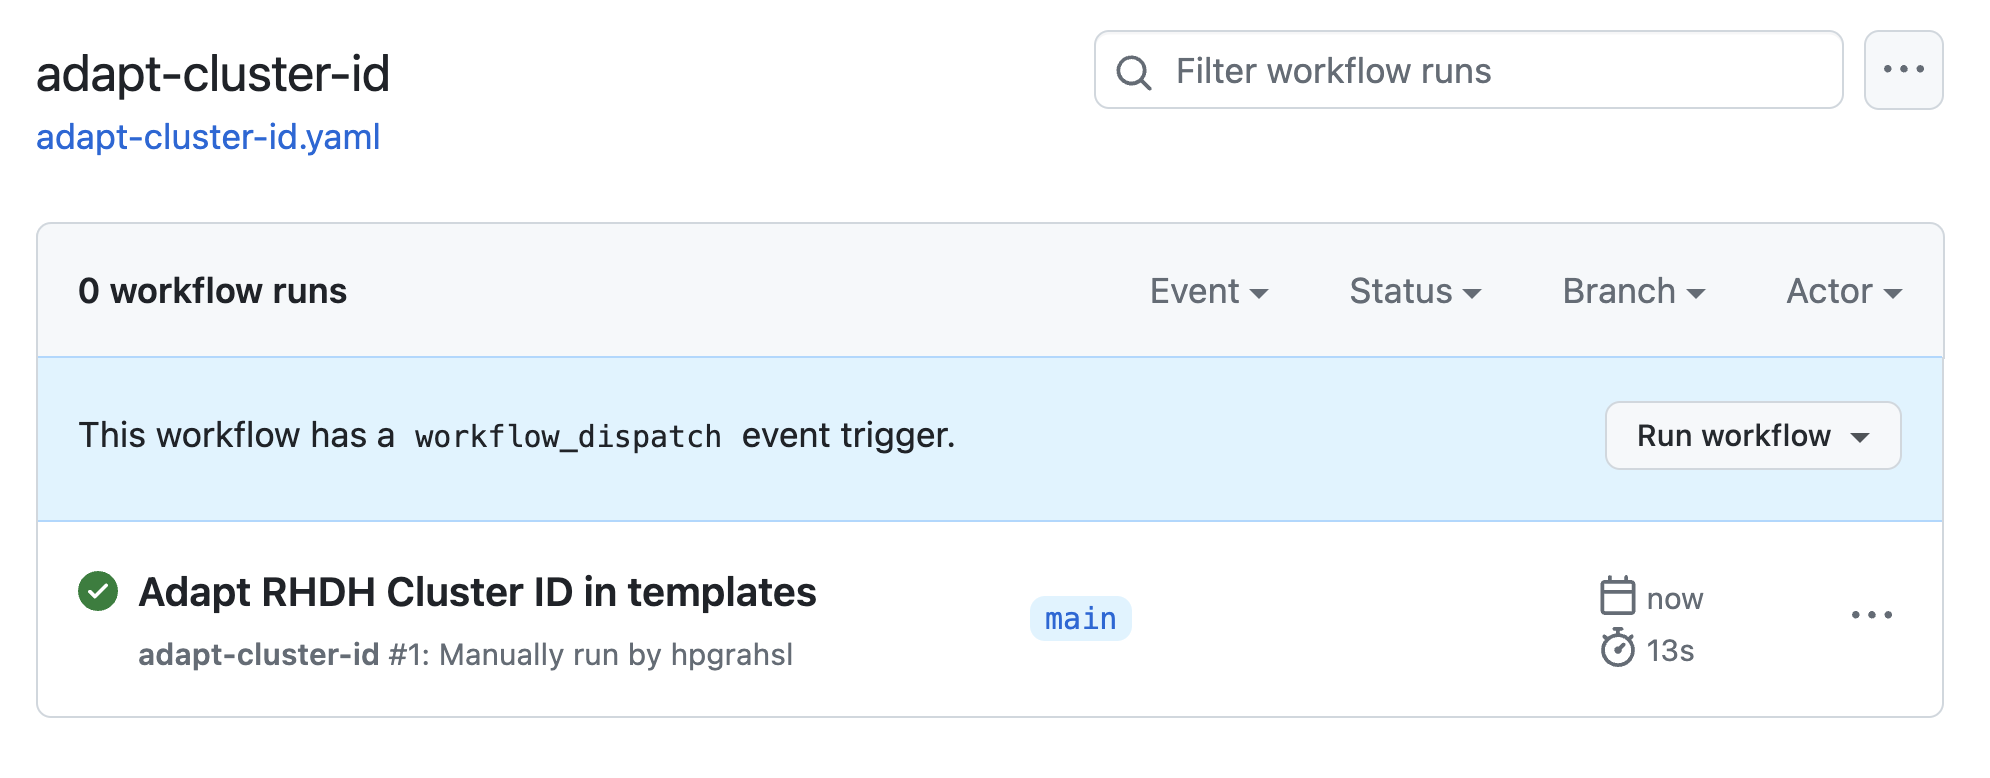 adapt-cluster-id
adapt-cluster-id.yaml
Filter workflow runs
0 workflow runs
Event Status Branch Actor
This workflow has a workflow_dispatch event trigger.
Run workflow
Adapt RHDH Cluster ID in templates
adapt-cluster-id #1: Manually run by hpgrahsl
main
now
13s